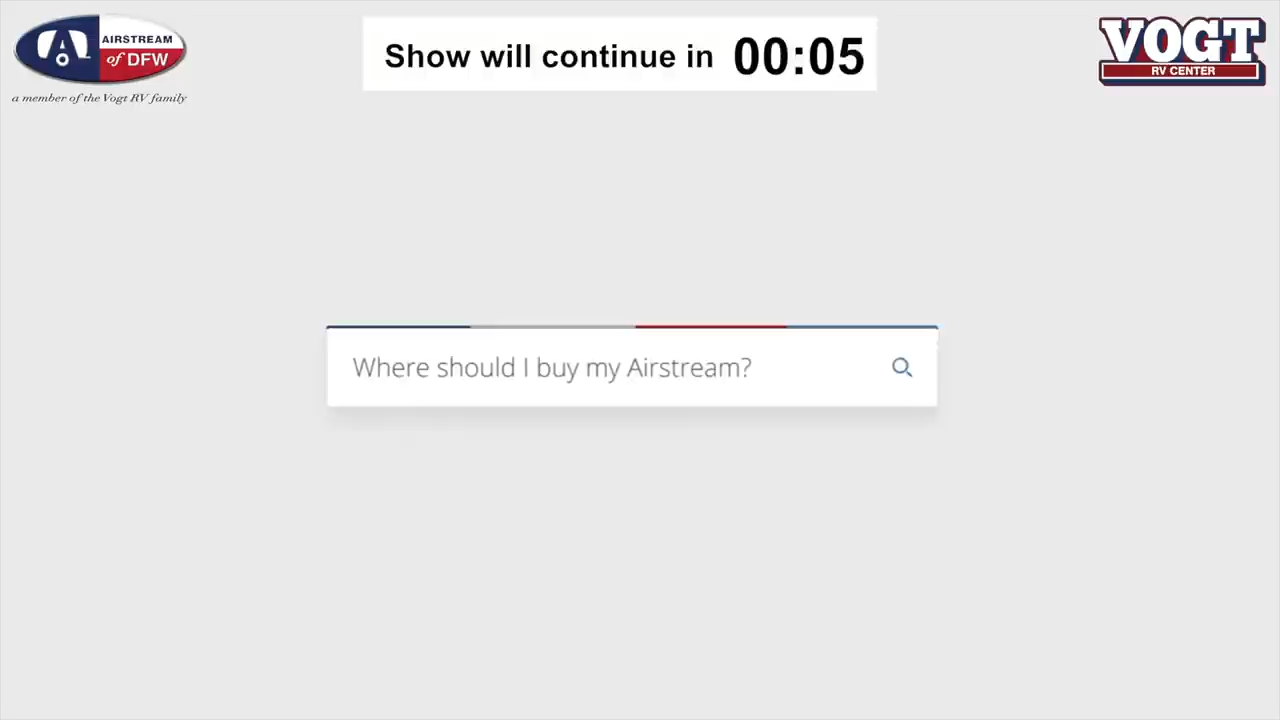 AIRSTREAM
of DFW
a member of the Vogt RV family
Show will continue in 00:05
VOGT
RV CENTER
Where should I buy my Airstream?